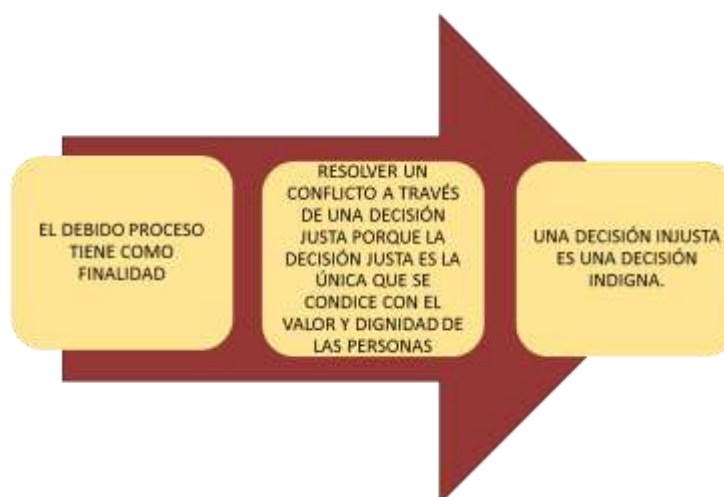 EL DEBIDO PROCESO
TIENE COMO
FINALIDAD
RESOLVER UN
CONFLICTO A TRAVÉS
DE UNA DECISIÓN
JUSTA PORQUE LA
DECISIÓN JUSTA ES LA
ÚNICA QUE SE
CONDICE CON EL
VALOR Y DIGNIDAD DE
LAS PERSONAS
UNA DECISIÓN INJUSTA
ES UNA DECISIÓN
INDIGNA.